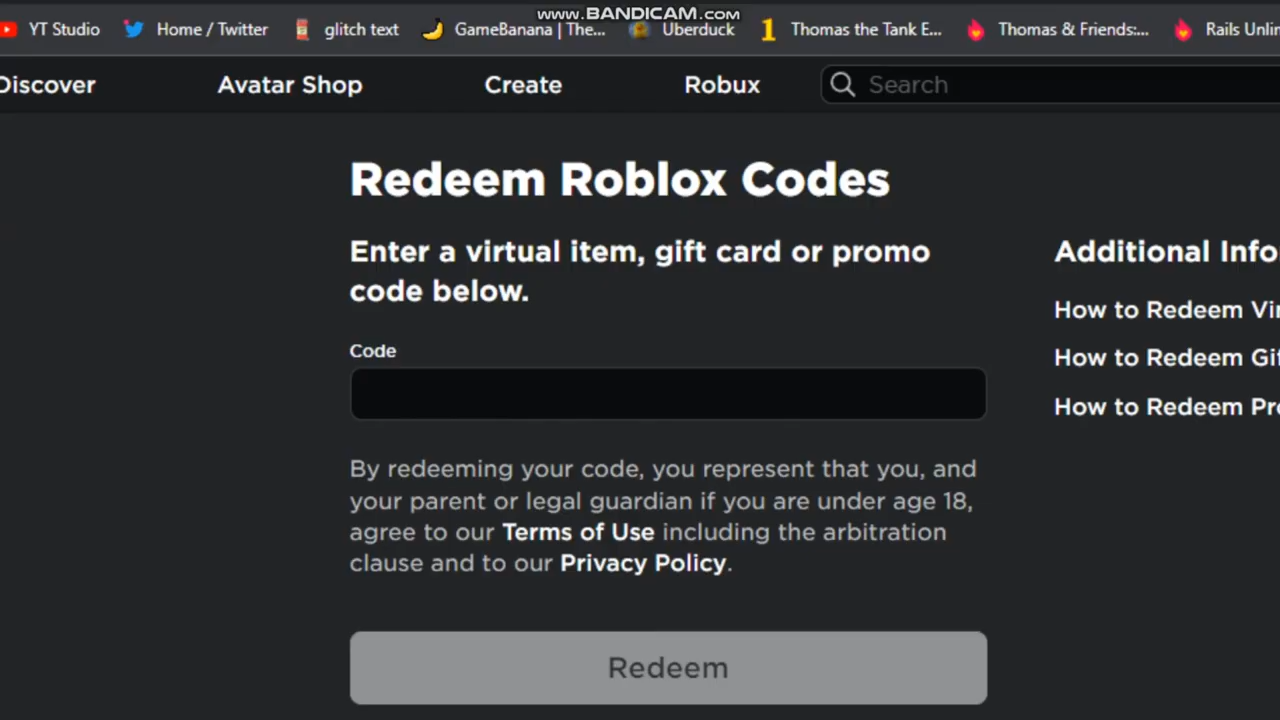 www.BANDICAM.com
YT Studio Home / Twitter glitch text GameBanana | The... Uberduck Thomas the Tank E... Thomas & Friends:... Rails Unlin
Discover Avatar Shop Create Robux Search
Redeem Roblox Codes
Enter a virtual item, gift card or promo
code below.
Additional Info
How to Redeem Vir
How to Redeem Gif
How to Redeem Pro
Code
By redeeming your code, you represent that you, and
your parent or legal guardian if you are under age 18,
agree to our Terms of Use including the arbitration
clause and to our Privacy Policy.
Redeem